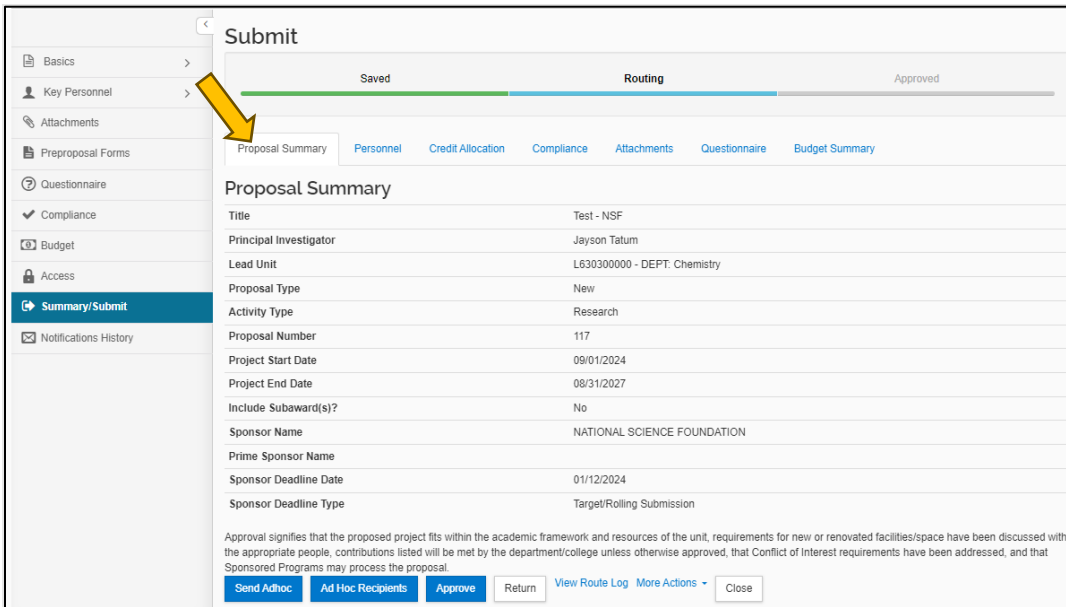 Submit
Basics
Key Personnel
Attachments
Preproposal Forms
Questionnaire
Compliance
Budget
Access
Summary/Submit
Notifications History
Saved Routing Approved
Proposal Summary Personnel Credit Allocation Compliance Attachments Questionnaire Budget Summary
Proposal Summary
Title Test - NSF
Principal Investigator Jayson Tatum
Lead Unit L630300000 - DEPT: Chemistry
Proposal Type New
Activity Type Research
Proposal Number 117
Project Start Date 09/01/2024
Project End Date 08/31/2027
Include Subaward(s)? No
Sponsor Name NATIONAL SCIENCE FOUNDATION
Prime Sponsor Name
Sponsor Deadline Date 01/12/2024
Sponsor Deadline Type Target/Rolling Submission
Approval signifies that the proposed project fits within the academic framework and resources of the unit, requirements for new or renovated facilities/space have been discussed with
the appropriate people, contributions listed will be met by the department/college unless otherwise approved, that Conflict of Interest requirements have been addressed, and that
Sponsored Programs may process the proposal.
Send Adhoc Ad Hoc Recipients Approve Return View Route Log More Actions Close